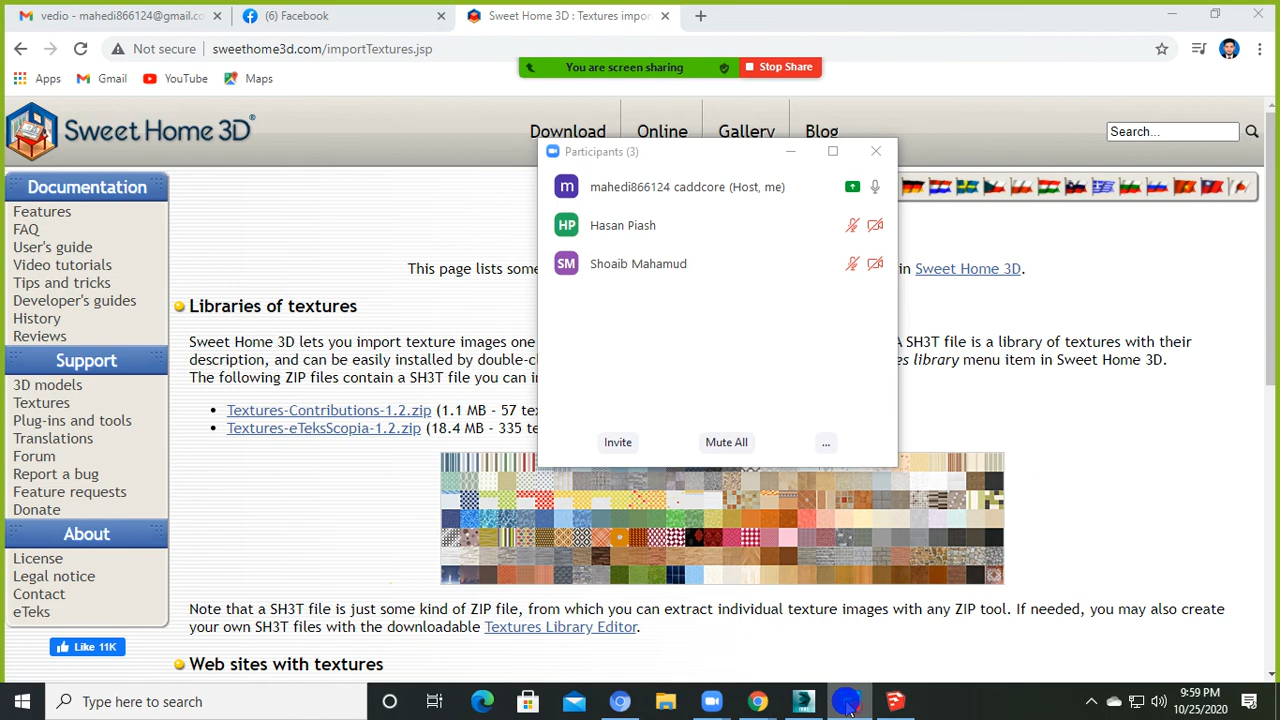 vedio - mahedi866124@gmail.co
(6) Facebook
Sweet Home 3D : Textures impor
Not secure
sweethome3d.com/importTextures.jsp
Apps
Gmail
YouTube
Maps
You are screen sharing
Stop Share
Sweet Home 3D®
Download
Online
Gallery
Blog
Search...
Participants (3)
m
mahedi866124 caddcore (Host, me)
HP
Hasan Piash
SM
Shoaib Mahamud
Invite
Mute All
...
Documentation
Features
FAQ
User's guide
Video tutorials
Tips and tricks
Developer's guides
History
Reviews
Support
3D models
Textures
Plug-ins and tools
Translations
Forum
Report a bug
Feature requests
Donate
About
License
Legal notice
Contact
eTeks
Like 11K
This page lists some
in Sweet Home 3D.
Libraries of textures
Sweet Home 3D lets you import texture images one
A SH3T file is a library of textures with their
description, and can be easily installed by double-cl
es library menu item in Sweet Home 3D.
The following ZIP files contain a SH3T file you can in
Textures-Contributions-1.2.zip (1.1 MB - 57 te
Textures-eTeksScopia-1.2.zip (18.4 MB - 335 te
Note that a SH3T file is just some kind of ZIP file, from which you can extract individual texture images with any ZIP tool. If needed, you may also create
your own SH3T files with the downloadable Textures Library Editor.
Web sites with textures
Type here to search
9:59 PM
10/25/2020